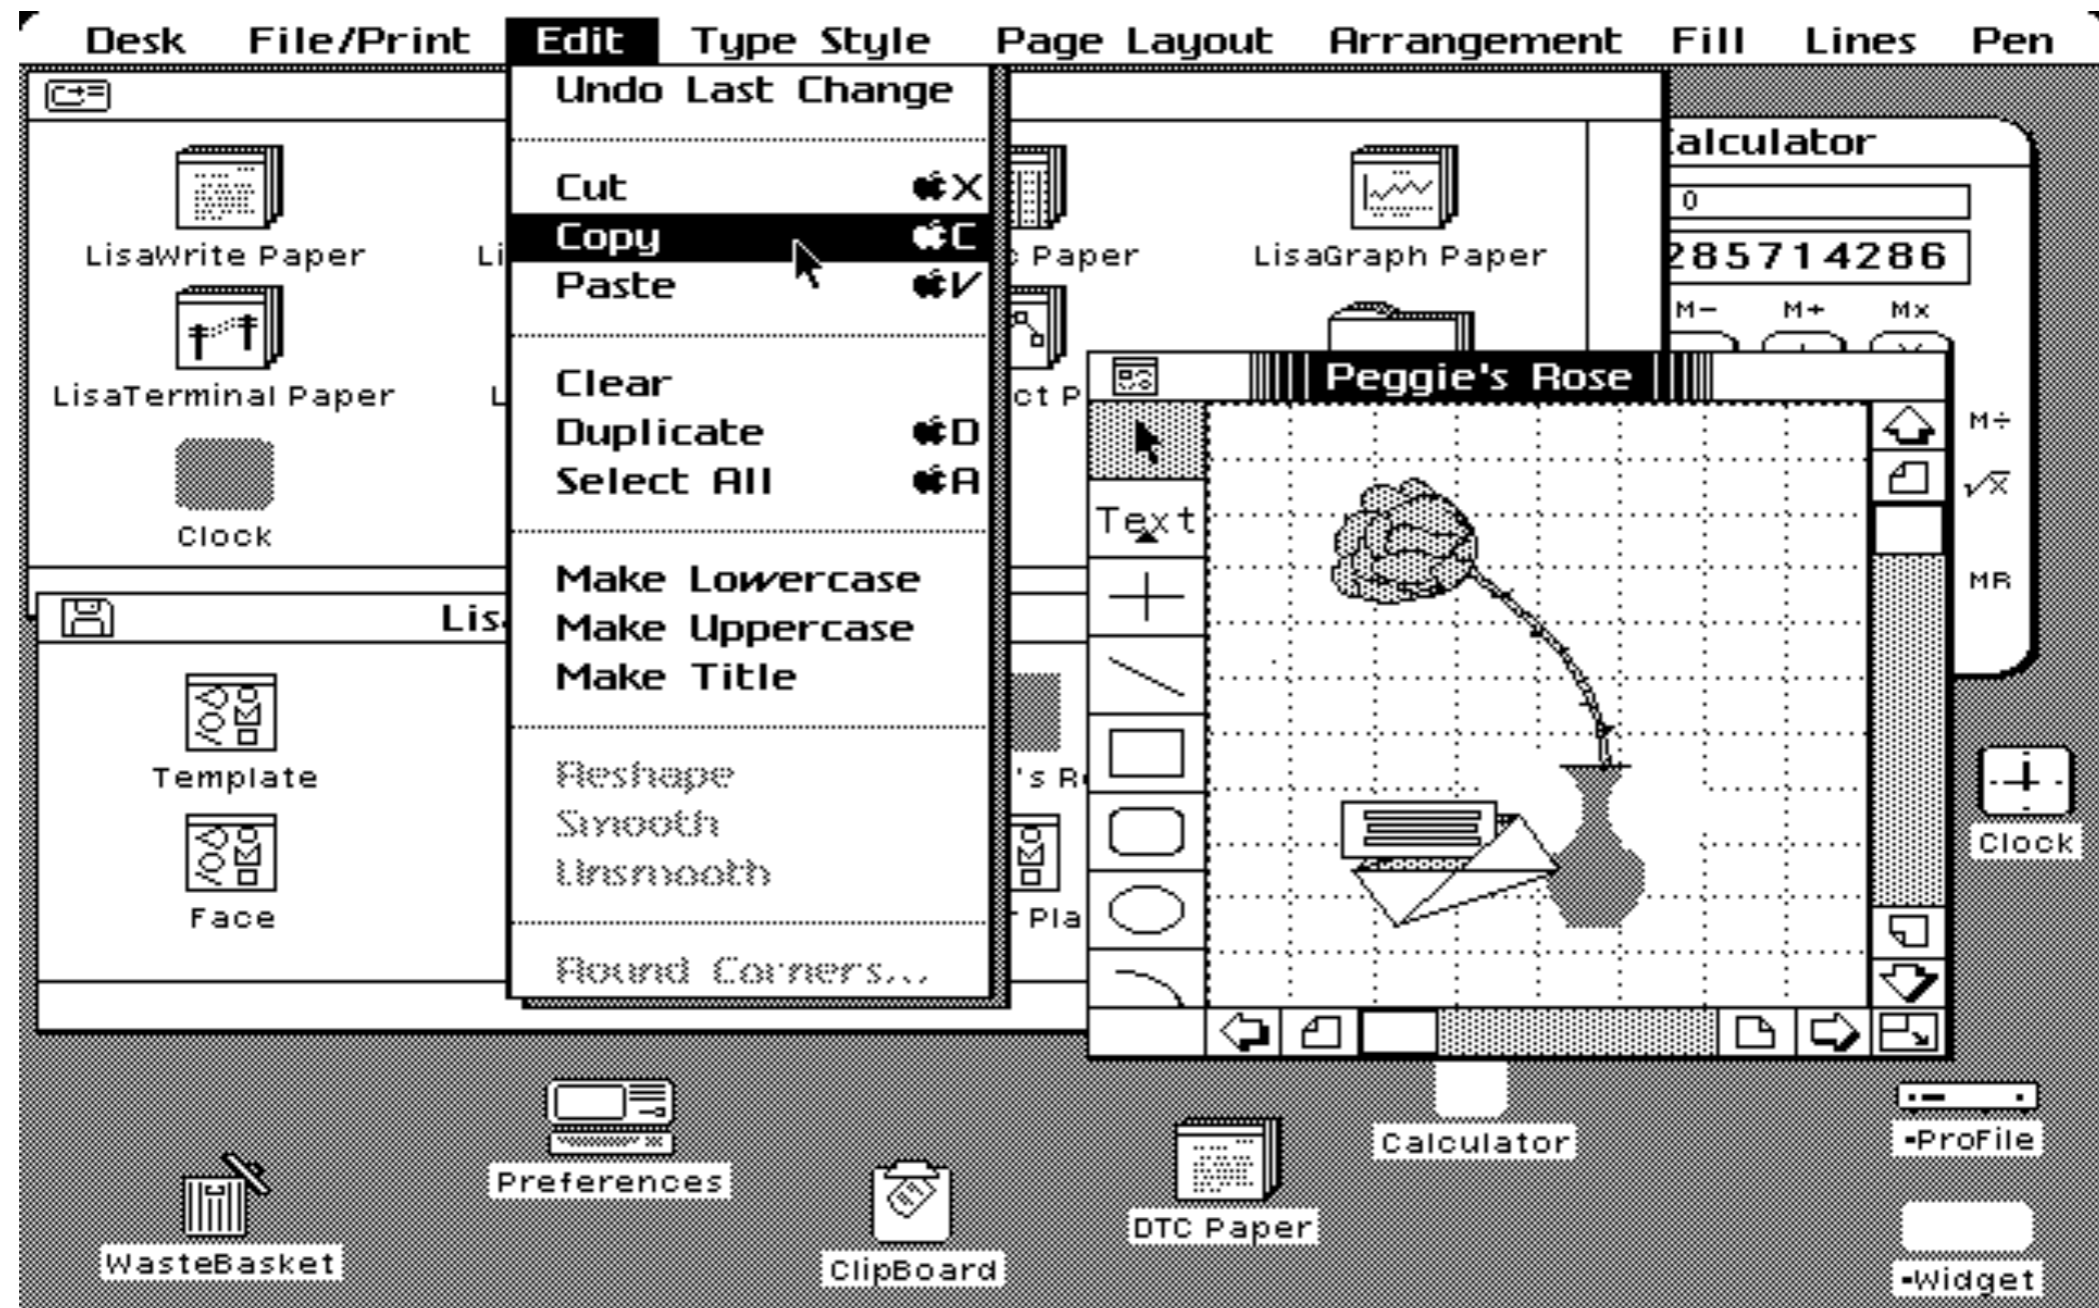 Desk File/Print Edit Type Style Page Layout Arrangement Fill Lines Pen
Undo Last Change
Cut X
Copy C
Paste V
Clear
Duplicate D
Select All A
Make Lowercase
Make Uppercase
Make Title
Reshape
Smooth
Unsmooth
Round Corners...
LisaWrite Paper
Paper
LisaGraph Paper
LisaTerminal Paper
Clock
Template
Face
alculator
0
285714286
M- M+ Mx
M÷
√x
MR
Peggie's Rose
Text
Clock
Preferences
WasteBasket
ClipBoard
DTC Paper
Calculator
-ProFile
-Widget